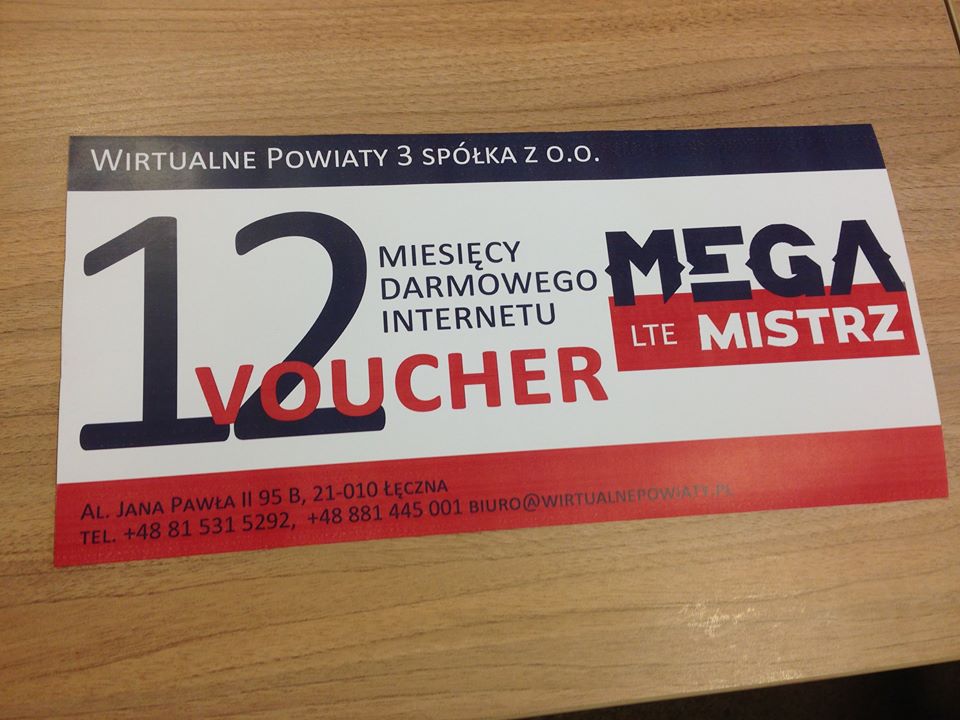 WIRTUALNE POWIATY 3 SPÓŁKA Z O.O.
12
MIESIĘCY
DARMOWEGO
INTERNETU
VOUCHER
MEGA
LTE MISTRZ
AL. JANA PAWŁA II 95 B, 21-010 ŁĘCZNA
TEL. +48 81 531 5292, +48 881 445 001 BIURO@WIRTUALNEPOWIATY.PL